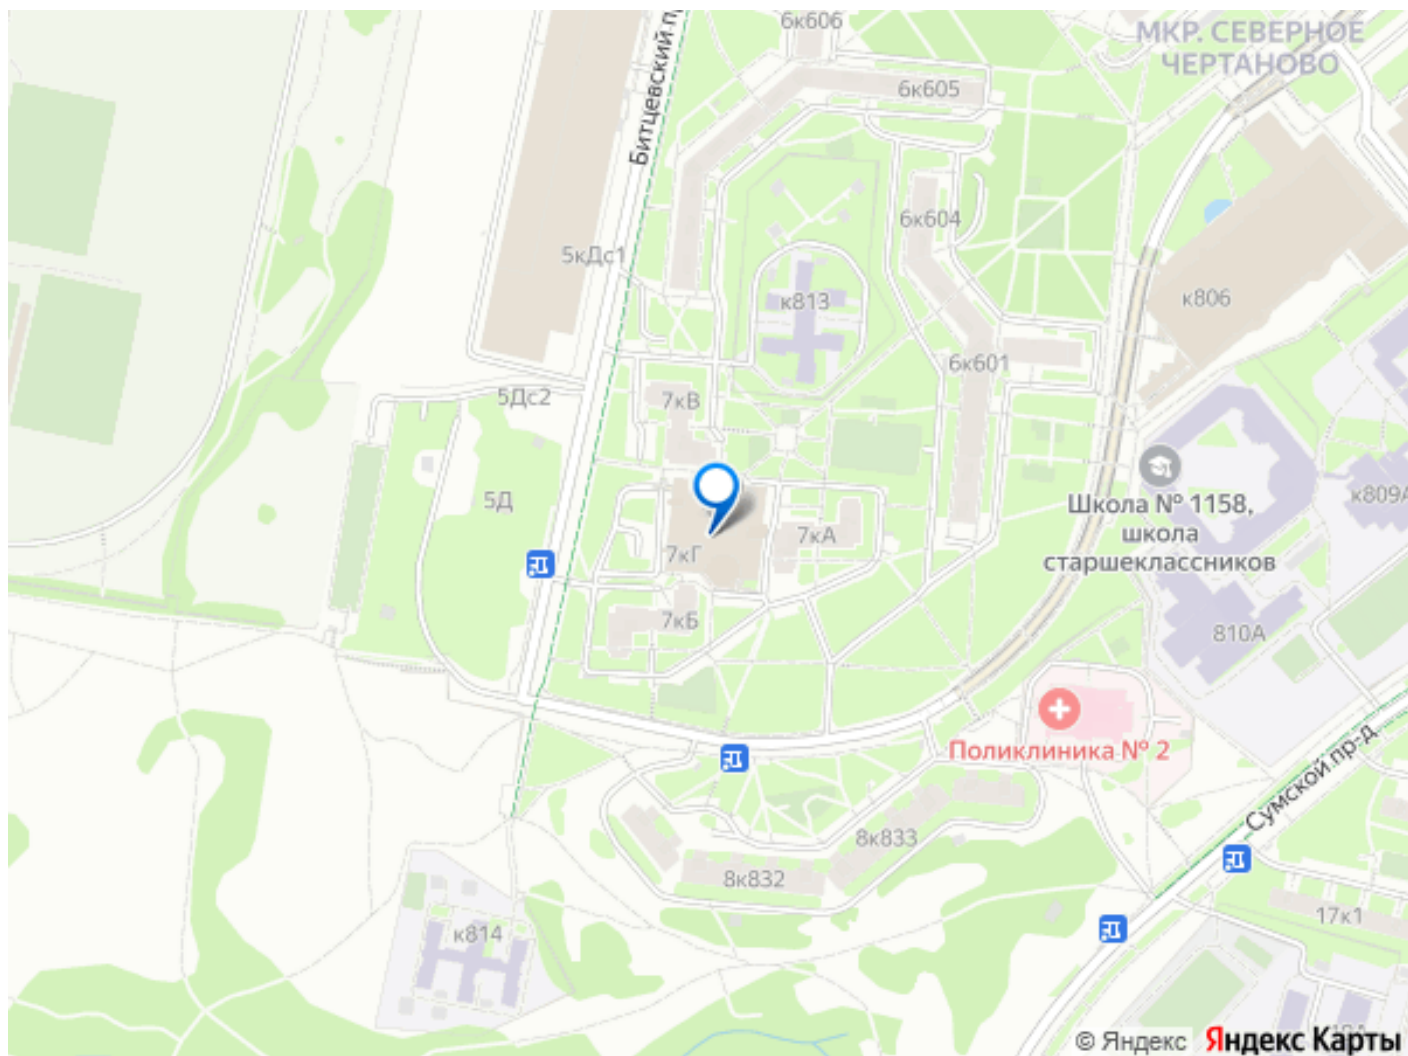 6к606
МКР. СЕВЕРНОЕ
ЧЕРТАНОВО
Битцевский п
6к605
6к604
5кДс1
к813
к806
6к601
5Дс2
7кВ
Школа № 1158,
школа
старшеклассников
к809А
5Д
7кА
7кГ
7кБ
810А
Поликлиника № 2
Сумской пр-д
8к833
8к832
17к1
к814
© Яндекс Яндекс Карты